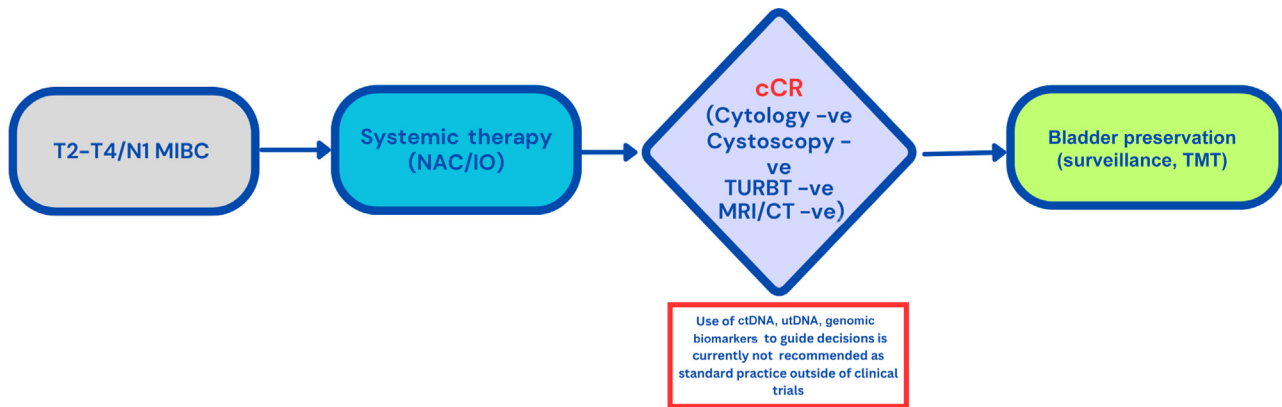 T2-T4/N1 MIBC
Systemic therapy
(NAC/IO)
cCR
(Cytology -ve
Cystoscopy -
ve
TURBT -ve
MRI/CT -ve)
Bladder preservation
(surveillance, TMT)
Use of ctDNA, utDNA, genomic
biomarkers to guide decisions is
currently not recommended as
standard practice outside of clinical
trials